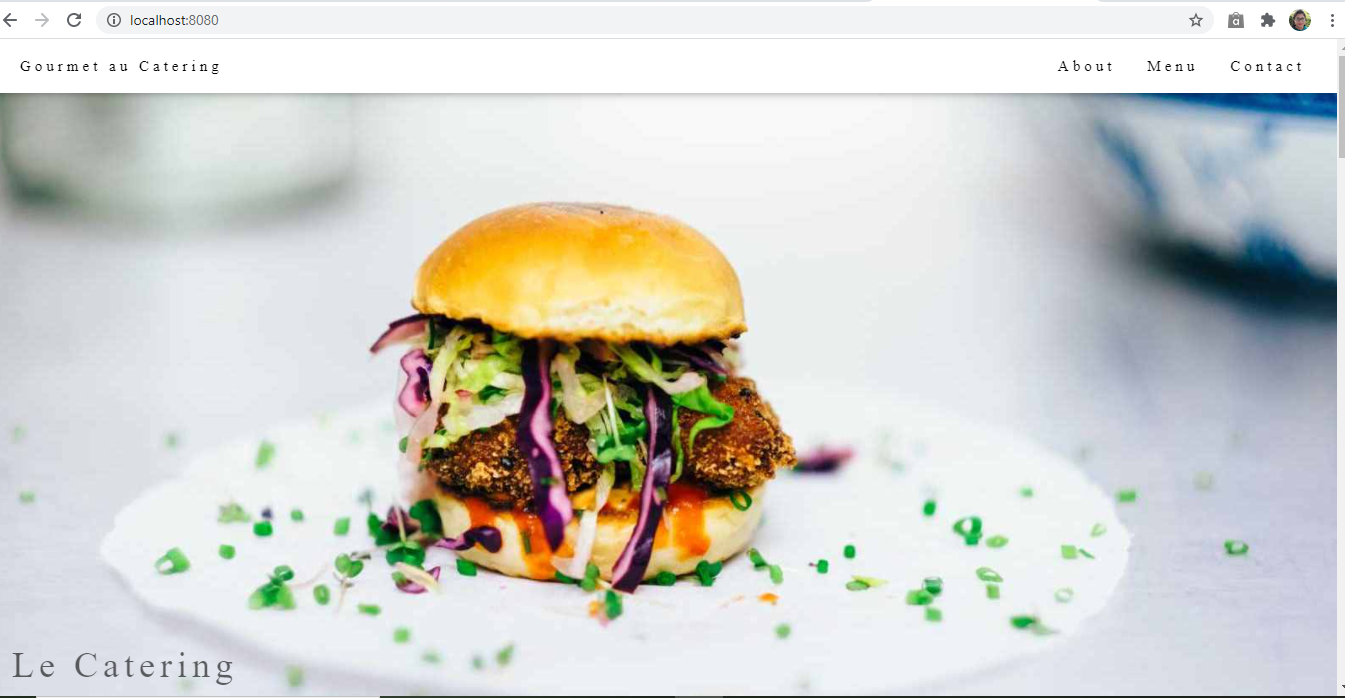 localhost:8080
Gourmet au Catering
About Menu Contact
Le Catering